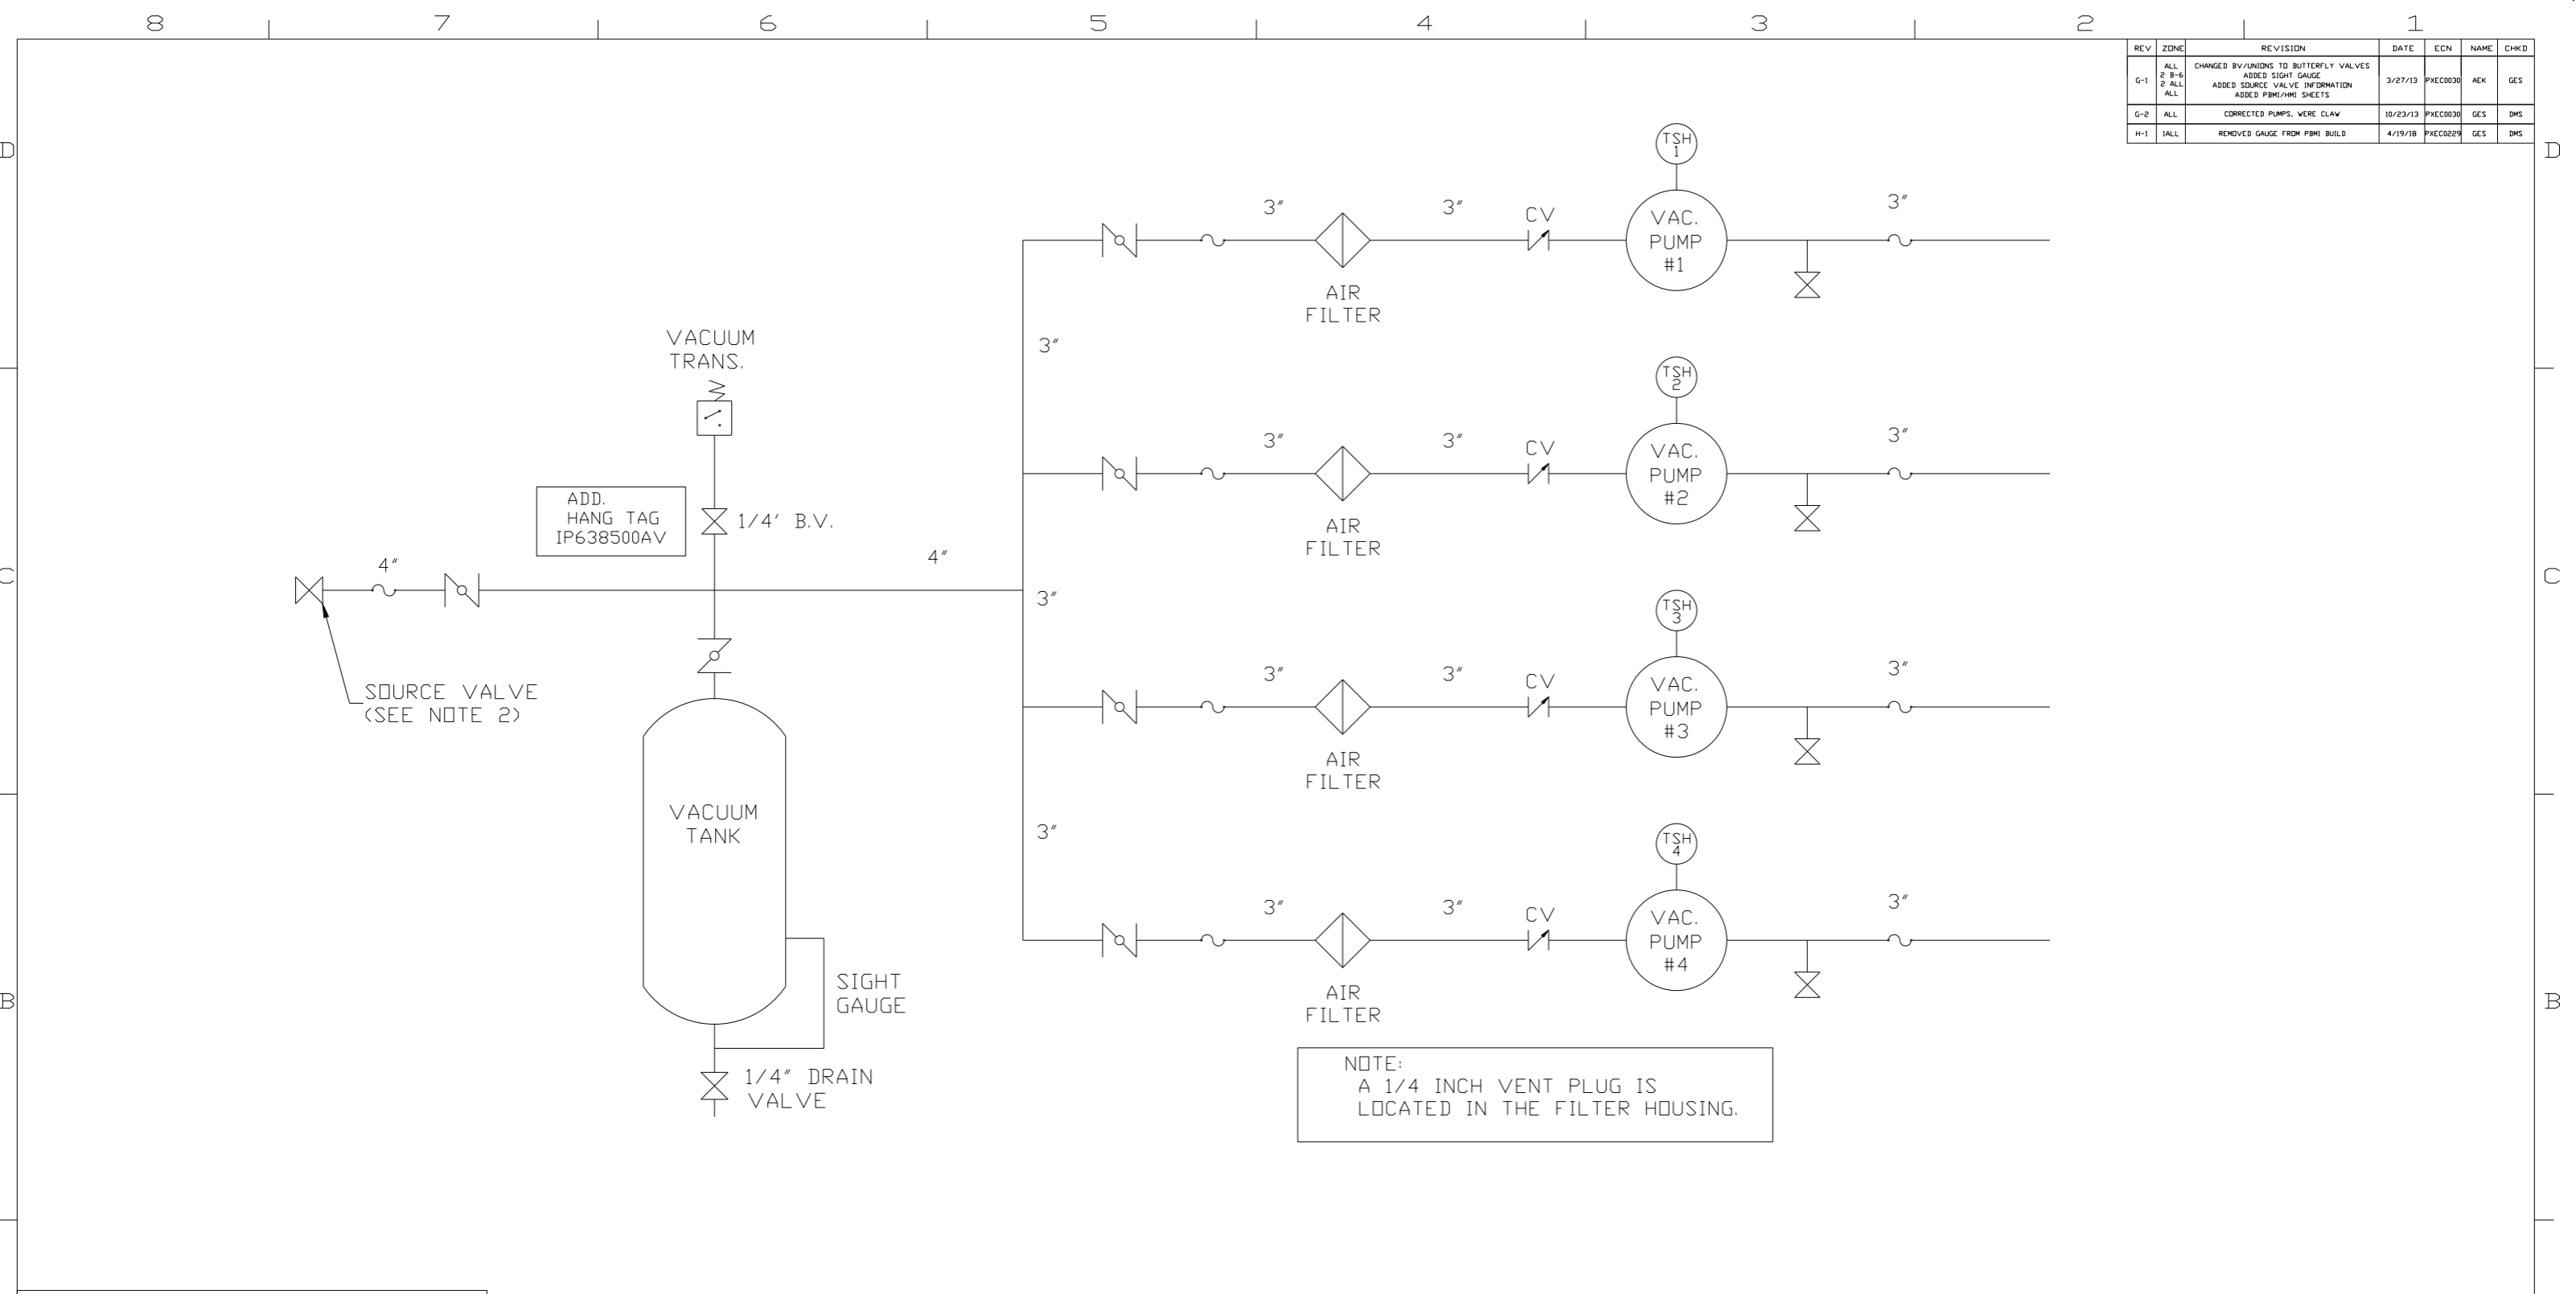 8 7 6 5 4 3 2 1
REV ZONE REVISION DATE ECN NAME CHKD
G-1 ALL CHANGED BV/UNIONS TO BUTTERFLY VALVES 3/27/13 PXEC0030 AEK GES
2 B-6 ADDED SIGHT GAUGE
2 ALL ADDED SOURCE VALVE INFORMATION
ALL ADDED PBMI/HMI SHEETS
G-2 ALL CORRECTED PUMPS, WERE CLAW 10/23/13 PXEC0030 GES DMS
H-1 1ALL REMOVED GAUGE FROM PBMI BUILD 4/19/18 PXEC0229 GES DMS
D D
TSH
1
3" 3" CV VAC. 3"
PUMP
#1
AIR
FILTER
VACUUM
TRANS.
3"
TSH
2
3" 3" CV VAC. 3"
PUMP
#2
AIR
FILTER
ADD.
HANG TAG
IP638500AV
1/4' B.V.
4" 4"
C C
3"
SOURCE VALVE
(SEE NOTE 2)
TSH
3
3" 3" CV VAC. 3"
PUMP
#3
AIR
FILTER
VACUUM
TANK
3"
TSH
4
3" 3" CV VAC. 3"
PUMP
#4
AIR
FILTER
SIGHT
GAUGE
B B
1/4" DRAIN
VALVE
NOTE:
A 1/4 INCH VENT PLUG IS
LOCATED IN THE FILTER HOUSING.